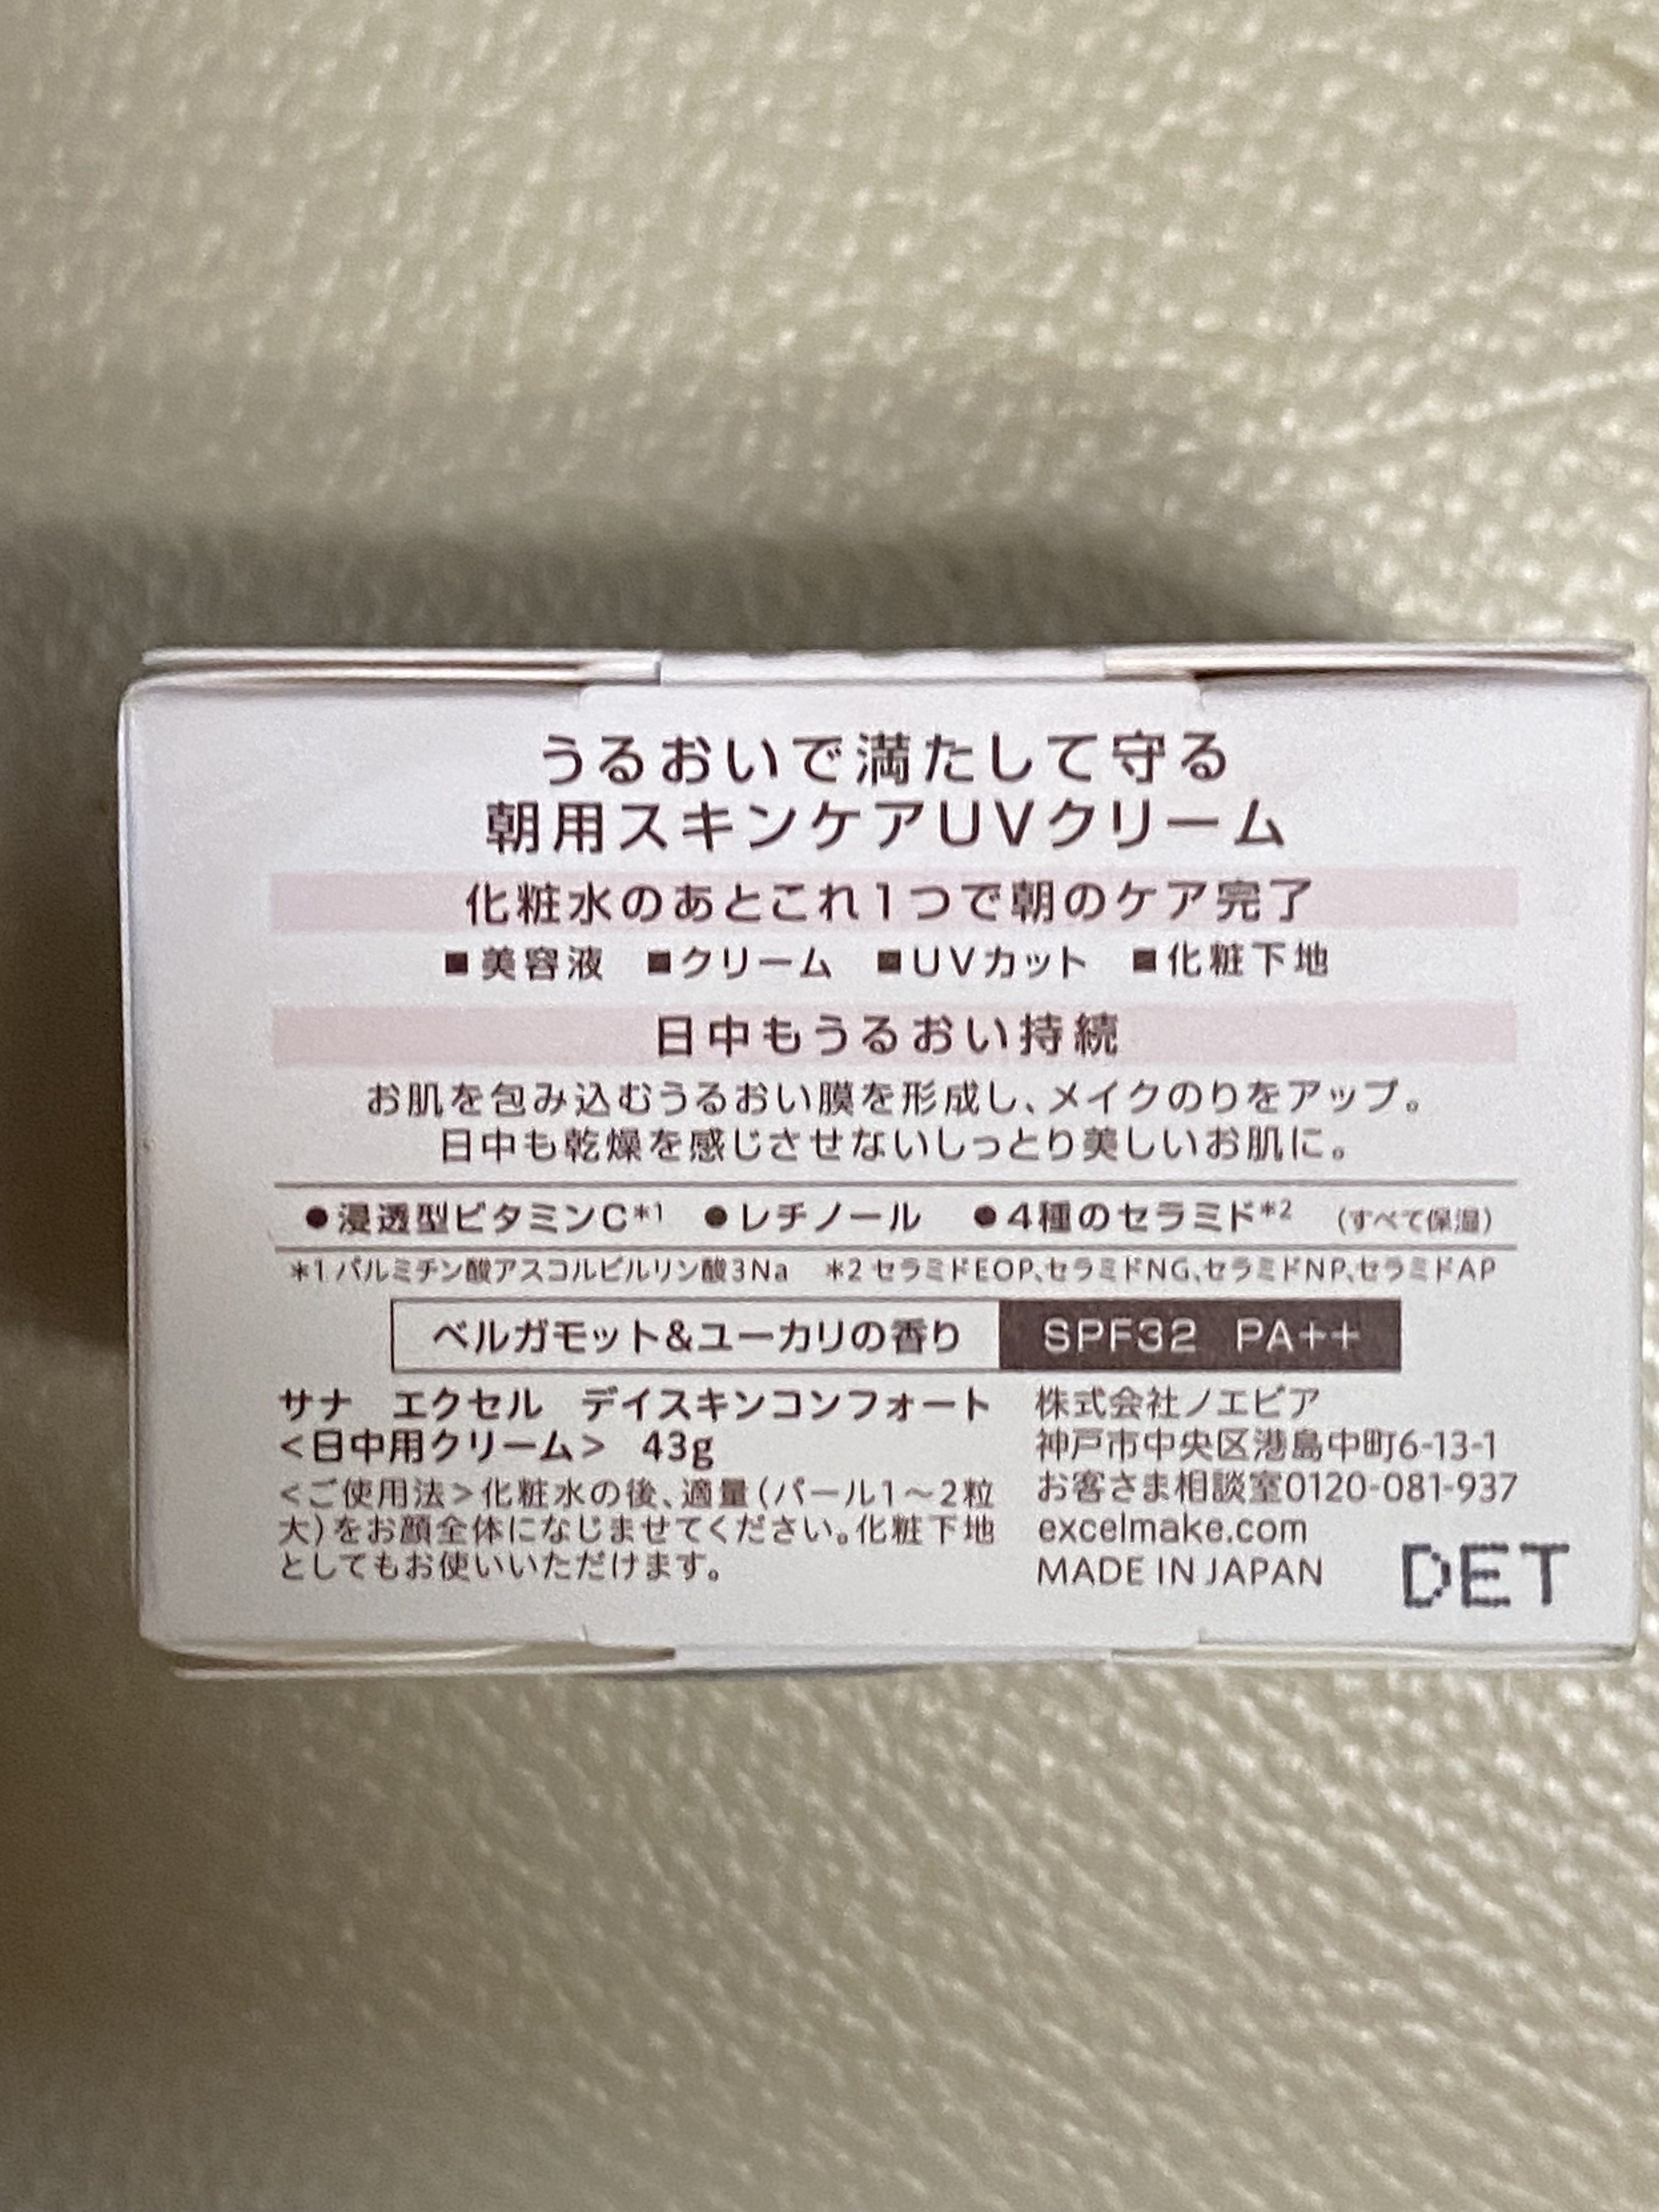 うるおいで満たして守る
朝用スキンケアUVクリーム
化粧水のあとこれ1つで朝のケア完了
■美容液 ■クリーム ■UVカット ■化粧下地
日中もうるおい持続
お肌を包み込むうるおい膜を形成し、メイクのりをアップ。
日中も乾燥を感じさせないしっとり美しいお肌に。
●浸透型ビタミンC*1 ●レチノール ●4種のセラミド*2 (すべて保湿)
*1 パルミチン酸アスコルビルリン酸3Na *2 セラミドEOP、セラミドNG、セラミドNP、セラミドAP
ベルガモット&ユーカリの香り SPF32 PA++
サナ エクセル デイスキンコンフォート
<日中用クリーム> 43g
<ご使用法>化粧水の後、適量(パール1～2粒
大)をお顔全体になじませてください。化粧下地
としてもお使いいただけます。
株式会社ノエビア
神戸市中央区港島中町6-13-1
お客さま相談室0120-081-937
excelmake.com
MADE IN JAPAN
DET